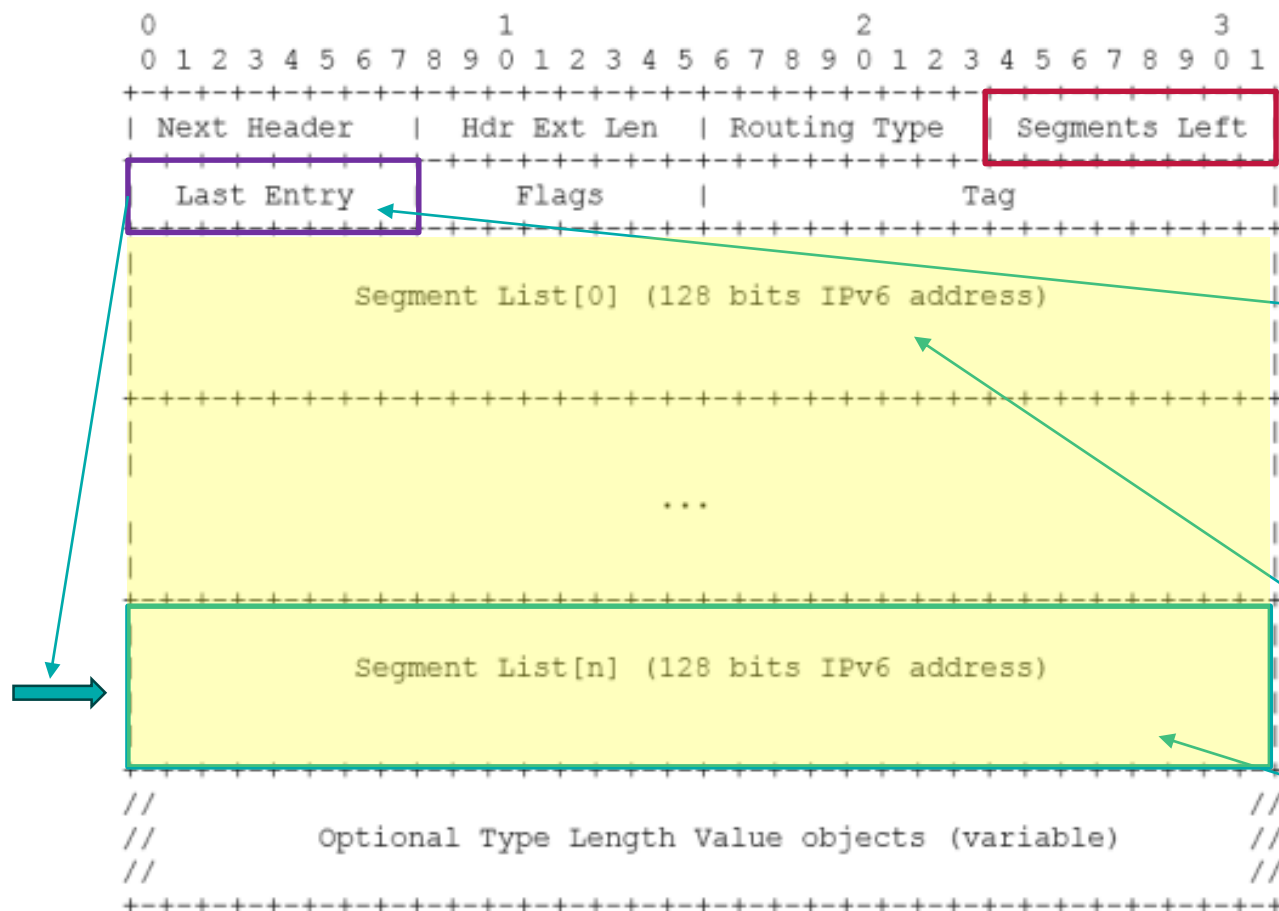 0 1 2 3
0 1 2 3 4 5 6 7 8 9 0 1 2 3 4 5 6 7 8 9 0 1 2 3 4 5 6 7 8 9 0 1
+-+-+-+-+-+-+-+-+-+-+-+-+-+-+-+-+-+-+-+-+-+-+-+-+-+-+-+-+-+-+-+-+
| Next Header | Hdr Ext Len | Routing Type | Segments Left |
+-+-+-+-+-+-+-+-+-+-+-+-+-+-+-+-+-+-+-+-+-+-+-+-+-+-+-+-+-+-+-+-+
| Last Entry | Flags | Tag |
+-+-+-+-+-+-+-+-+-+-+-+-+-+-+-+-+-+-+-+-+-+-+-+-+-+-+-+-+-+-+-+-+
| Segment List[0] (128 bits IPv6 address) |
+-+-+-+-+-+-+-+-+-+-+-+-+-+-+-+-+-+-+-+-+-+-+-+-+-+-+-+-+-+-+-+-+
...
+-+-+-+-+-+-+-+-+-+-+-+-+-+-+-+-+-+-+-+-+-+-+-+-+-+-+-+-+-+-+-+-+
| Segment List[n] (128 bits IPv6 address) |
+-+-+-+-+-+-+-+-+-+-+-+-+-+-+-+-+-+-+-+-+-+-+-+-+-+-+-+-+-+-+-+-+
// //
// Optional Type Length Value objects (variable) //
// //
+-+-+-+-+-+-+-+-+-+-+-+-+-+-+-+-+-+-+-+-+-+-+-+-+-+-+-+-+-+-+-+-+